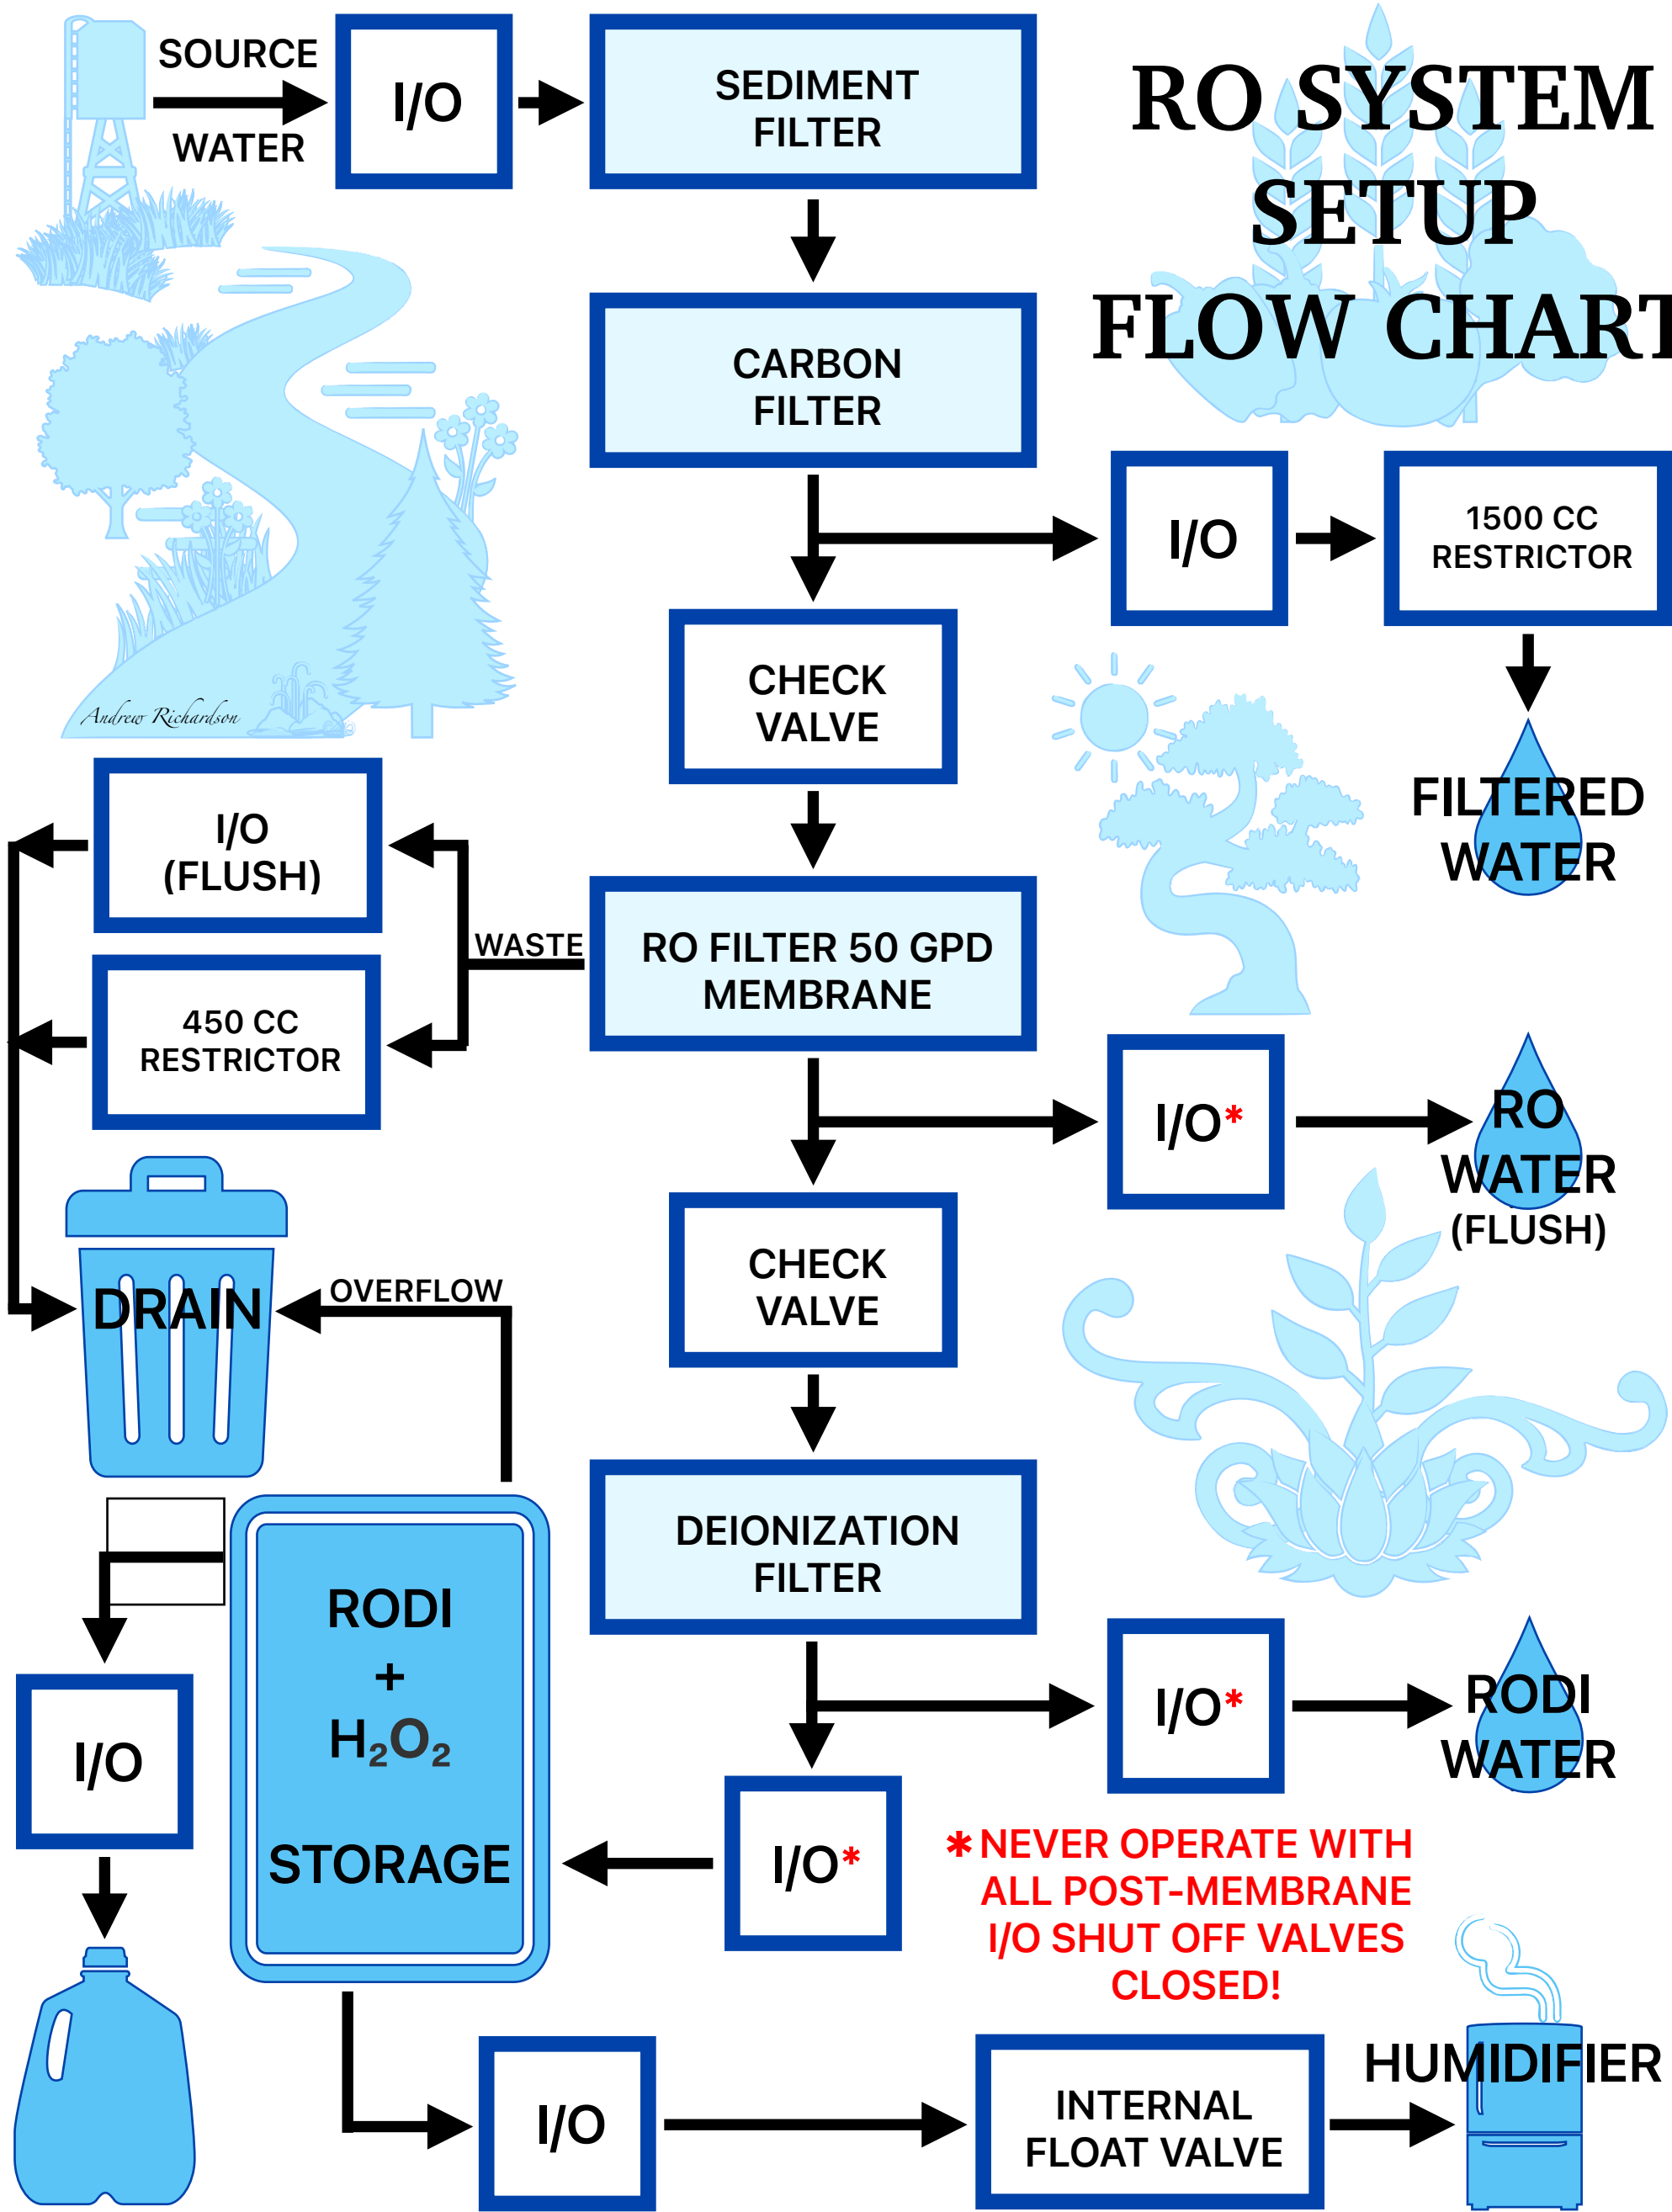 RO SYSTEM
SETUP
FLOW CHART
SOURCE
WATER
I/O
SEDIMENT
FILTER
CARBON
FILTER
I/O
1500 CC
RESTRICTOR
FILTERED
WATER
CHECK
VALVE
Andrew Richardson
I/O
(FLUSH)
WASTE
450 CC
RESTRICTOR
RO FILTER 50 GPD
MEMBRANE
I/O*
RO
WATER
(FLUSH)
CHECK
VALVE
DRAIN
OVERFLOW
DEIONIZATION
FILTER
I/O*
RODI
WATER
RODI
+
H₂O₂
STORAGE
I/O
I/O*
* NEVER OPERATE WITH
ALL POST-MEMBRANE
I/O SHUT OFF VALVES
CLOSED!
I/O
INTERNAL
FLOAT VALVE
HUMIDIFIER